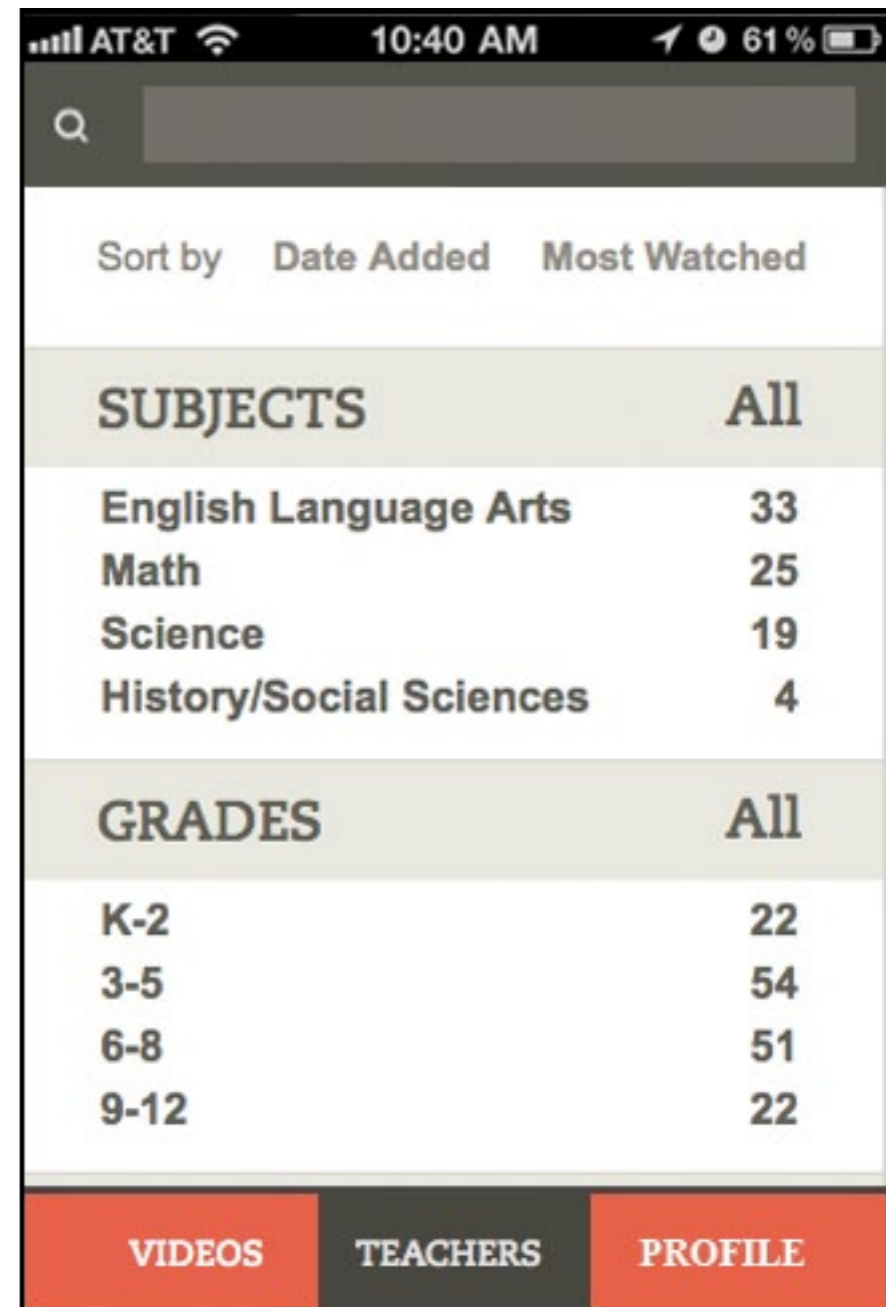 AT&T 10:40 AM 61%
Sort by Date Added Most Watched
SUBJECTS All
English Language Arts 33
Math 25
Science 19
History/Social Sciences 4
GRADES All
K-2 22
3-5 54
6-8 51
9-12 22
VIDEOS TEACHERS PROFILE